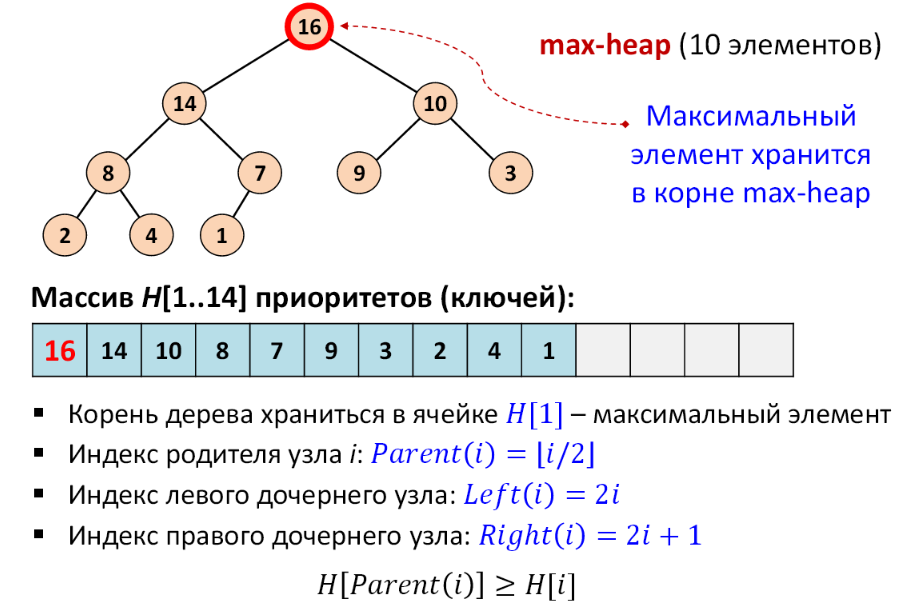 16
max-heap (10 элементов)
14
10
Максимальный
элемент хранится
в корне max-heap
8
7
9
3
2
4
1
Массив H[1..14] приоритетов (ключей):
16 14 10 8 7 9 3 2 4 1
▪ Корень дерева храниться в ячейке H[1] – максимальный элемент
▪ Индекс родителя узла i: Parent(i) = ⌊i/2⌋
▪ Индекс левого дочернего узла: Left(i) = 2i
▪ Индекс правого дочернего узла: Right(i) = 2i + 1
H[Parent(i)] ≥ H[i]